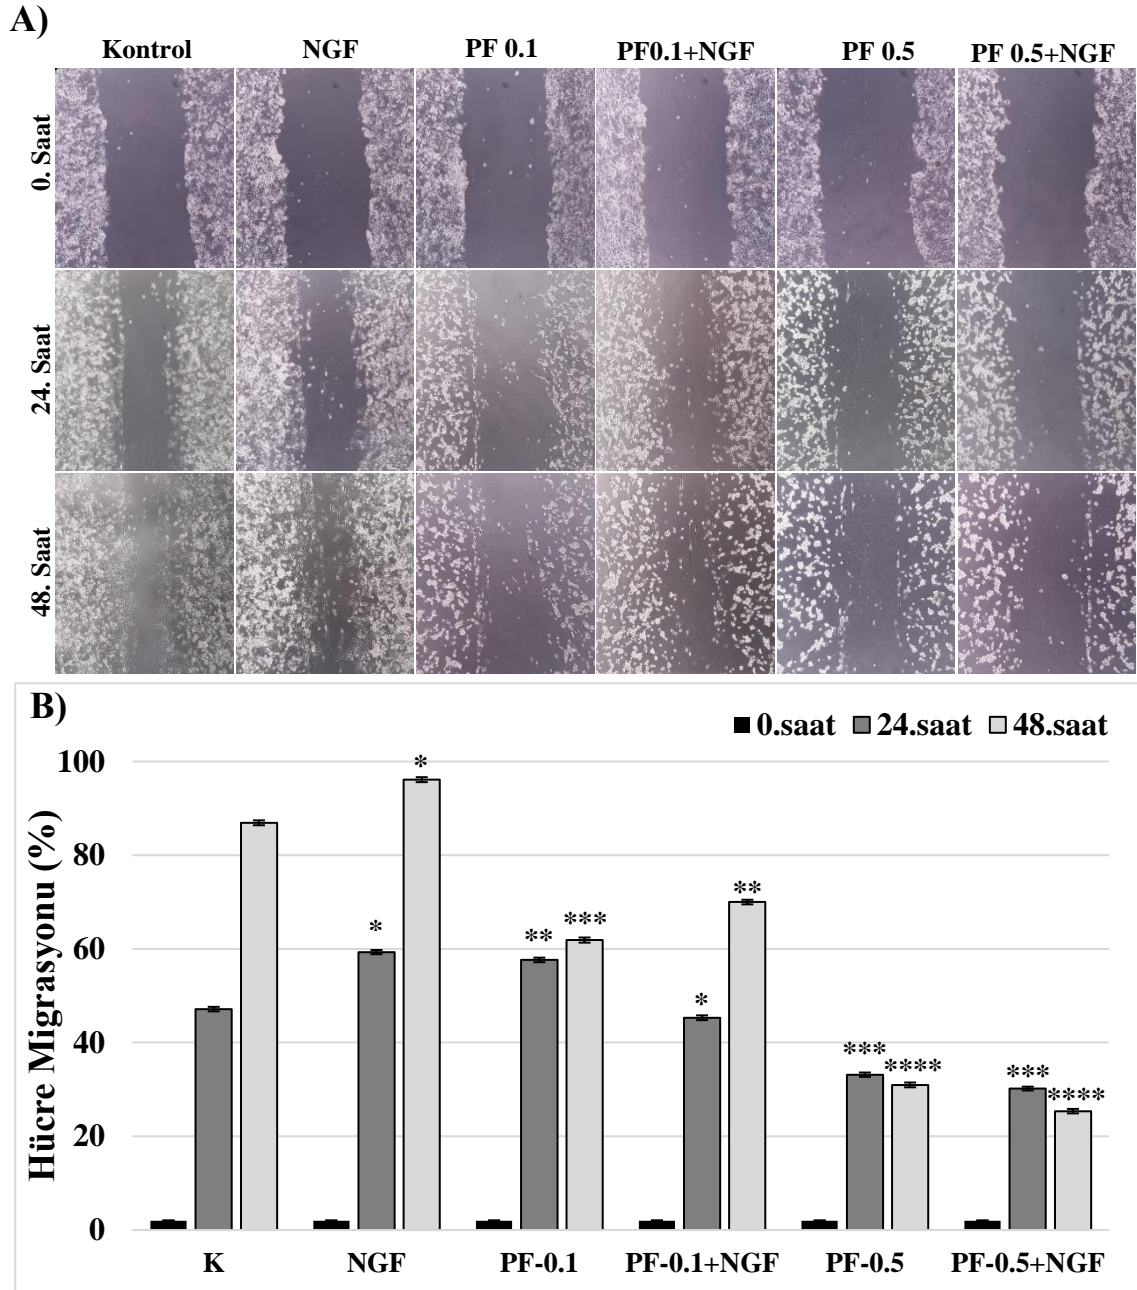 A)
Kontrol NGF PF 0.1 PF0.1+NGF PF 0.5 PF 0.5+NGF
0. Saat
24. Saat
48. Saat
B)
0.saat 24.saat 48.saat
Hücre Migrasyonu (%)
100
80
60
40
20
0
* * ** *** * ** *** **** *** ****
K NGF PF-0.1 PF-0.1+NGF PF-0.5 PF-0.5+NGF